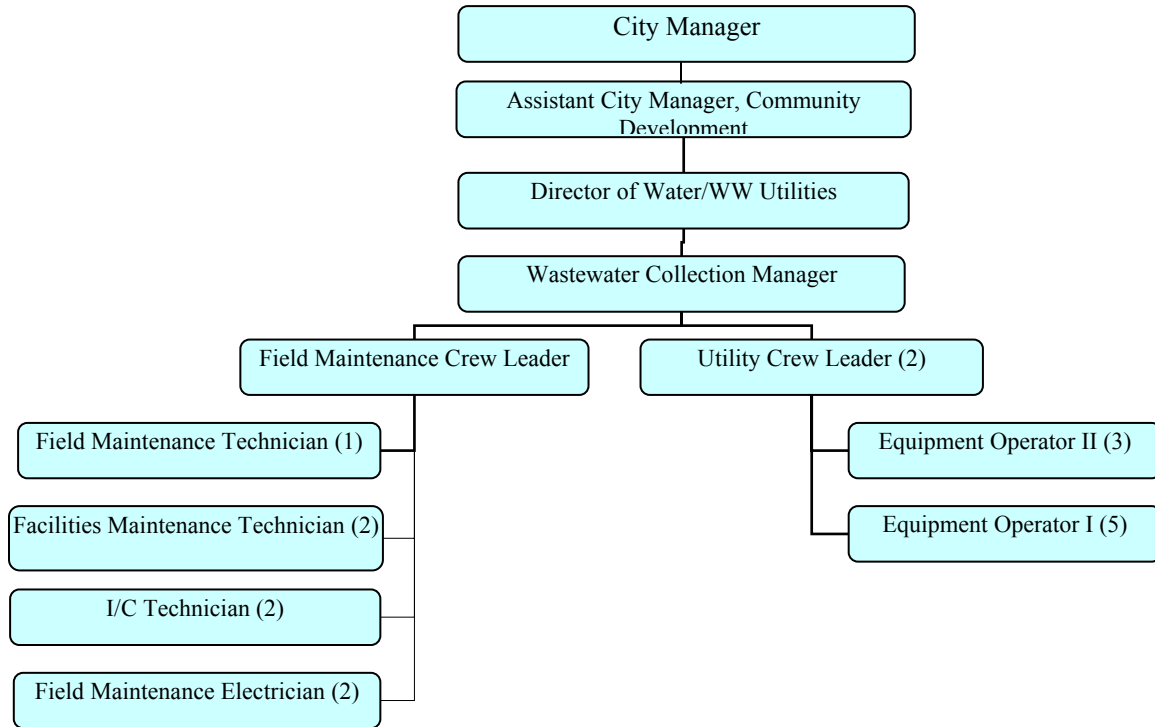 City Manager
Assistant City Manager, Community
Development
Director of Water/WW Utilities
Wastewater Collection Manager
Field Maintenance Crew Leader
Utility Crew Leader (2)
Field Maintenance Technician (1)
Facilities Maintenance Technician (2)
I/C Technician (2)
Field Maintenance Electrician (2)
Equipment Operator II (3)
Equipment Operator I (5)